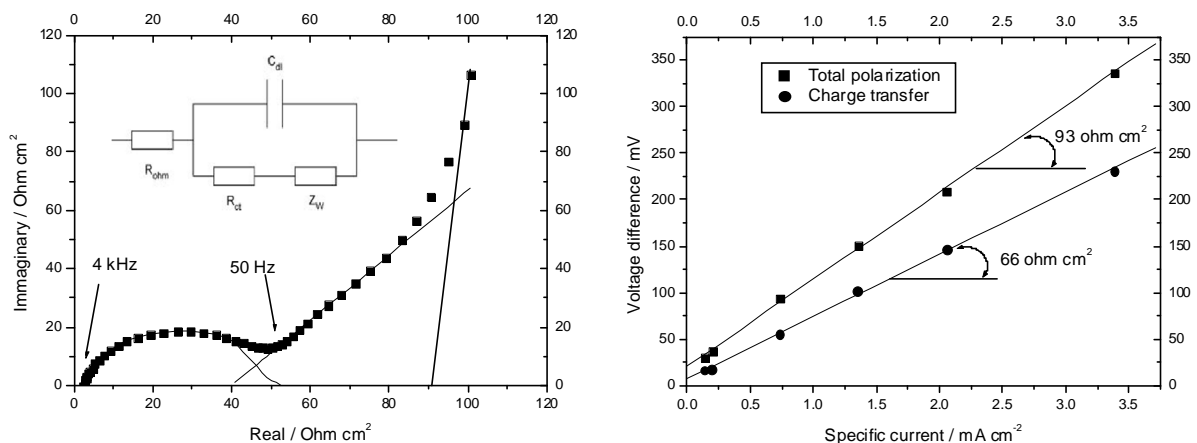 0 20 40 60 80 100
120 120
100 100
80 80
60 60
40 40
20 20
0 0
0 20 40 60 80 100 120
Immaginary / Ohm cm²
Real / Ohm cm²
C_dl
R_ohm
R_ct
Z_W
4 kHz
50 Hz
0.0 0.5 1.0 1.5 2.0 2.5 3.0 3.5
350 350
300 300
250 250
200 200
150 150
100 100
50 50
0 0
0.0 0.5 1.0 1.5 2.0 2.5 3.0 3.5
Voltage difference / mV
Specific current / mA cm⁻²
Total polarization
Charge transfer
93 ohm cm²
66 ohm cm²